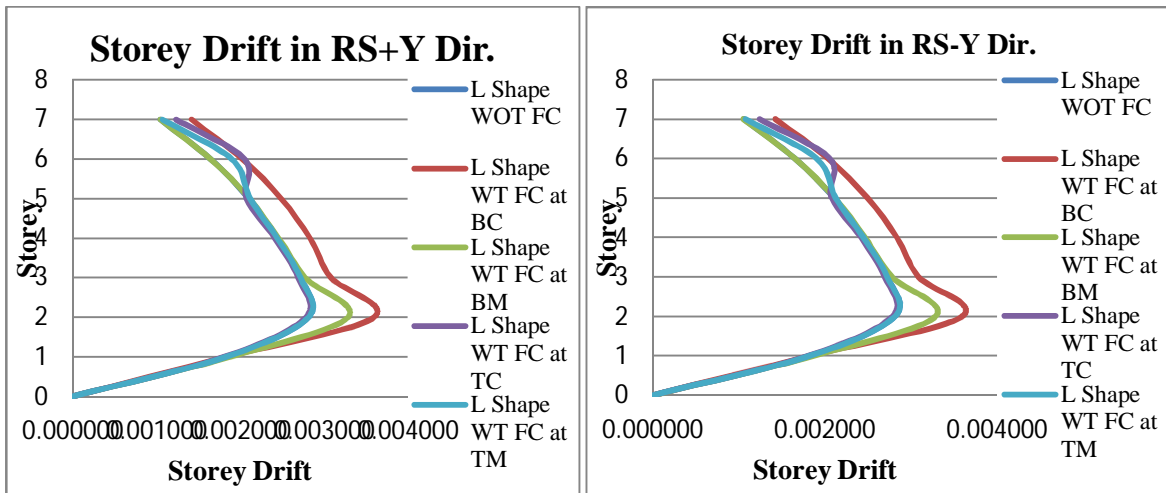 Storey Drift in RS+Y Dir.
8
7
6
5
4
3
2
1
0
Storey
0.000000
0.001000
0.002000
0.003000
0.004000
Storey Drift
L Shape
WOT FC
L Shape
WT FC at
BC
L Shape
WT FC at
BM
L Shape
WT FC at
TC
L Shape
WT FC at
TM
Storey Drift in RS-Y Dir.
8
7
6
5
4
3
2
1
0
Storey
0.000000
0.002000
0.004000
Storey Drift
L Shape
WOT FC
L Shape
WT FC at
BC
L Shape
WT FC at
BM
L Shape
WT FC at
TC
L Shape
WT FC at
TM